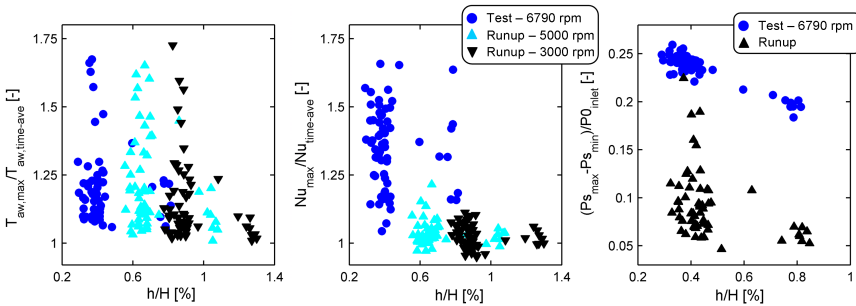 Test – 6790 rpm
Runup – 5000 rpm
Runup – 3000 rpm
Test – 6790 rpm
Runup
T_aw,max/T_aw,time-ave [-]
1.75
1.5
1.25
1
0.2
0.6
1
1.4
h/H [%]
Nu_max/Nu_time-ave [-]
1.75
1.5
1.25
1
0.2
0.6
1
1.4
h/H [%]
(Ps_max-Ps_min)/P0_inlet [-]
0.25
0.2
0.15
0.1
0.05
0.2
0.4
0.6
0.8
1
h/H [%]